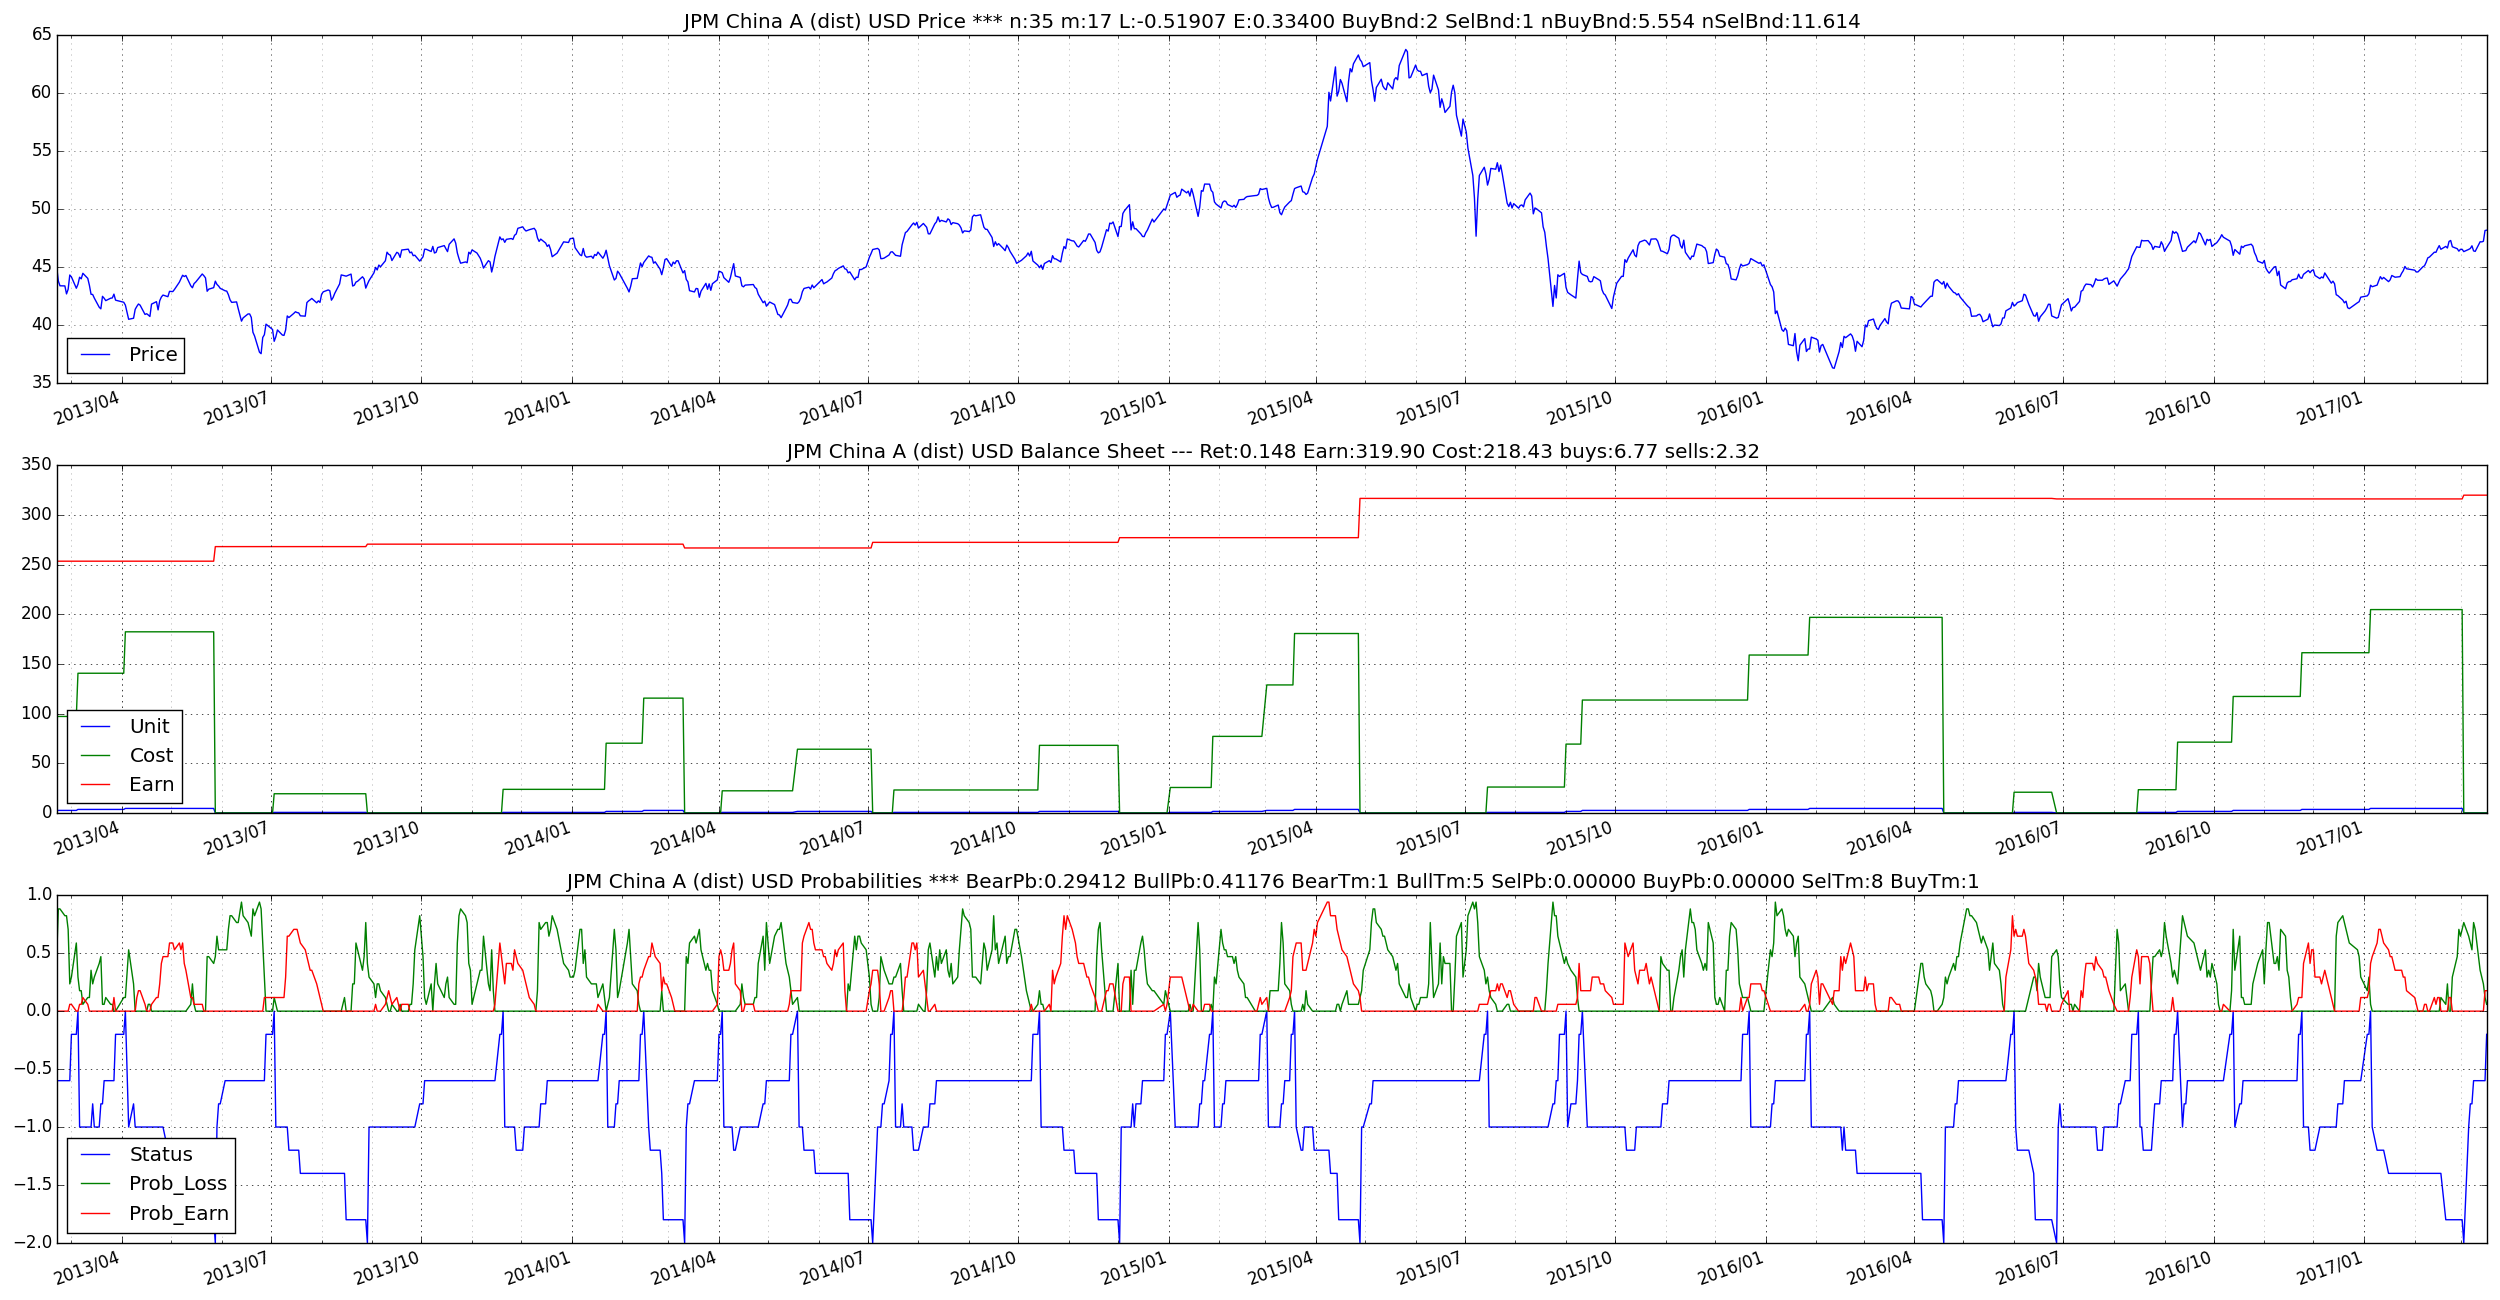 JPM China A (dist) USD Price *** n:35 m:17 L:-0.51907 E:0.33400 BuyBnd:2 SelBnd:1 nBuyBnd:5.554 nSelBnd:11.614
65
60
55
50
45
40
35
Price
2013/04 2013/07 2013/10 2014/01 2014/04 2014/07 2014/10 2015/01 2015/04 2015/07 2015/10 2016/01 2016/04 2016/07 2016/10 2017/01
JPM China A (dist) USD Balance Sheet --- Ret:0.148 Earn:319.90 Cost:218.43 buys:6.77 sells:2.32
350
300
250
200
150
100
50
0
Unit
Cost
Earn
2013/04 2013/07 2013/10 2014/01 2014/04 2014/07 2014/10 2015/01 2015/04 2015/07 2015/10 2016/01 2016/04 2016/07 2016/10 2017/01
JPM China A (dist) USD Probabilities *** BearPb:0.29412 BullPb:0.41176 BearTm:1 BullTm:5 SelPb:0.00000 BuyPb:0.00000 SelTm:8 BuyTm:1
1.0
0.5
0.0
−0.5
−1.0
−1.5
−2.0
Status
Prob_Loss
Prob_Earn
2013/04 2013/07 2013/10 2014/01 2014/04 2014/07 2014/10 2015/01 2015/04 2015/07 2015/10 2016/01 2016/04 2016/07 2016/10 2017/01